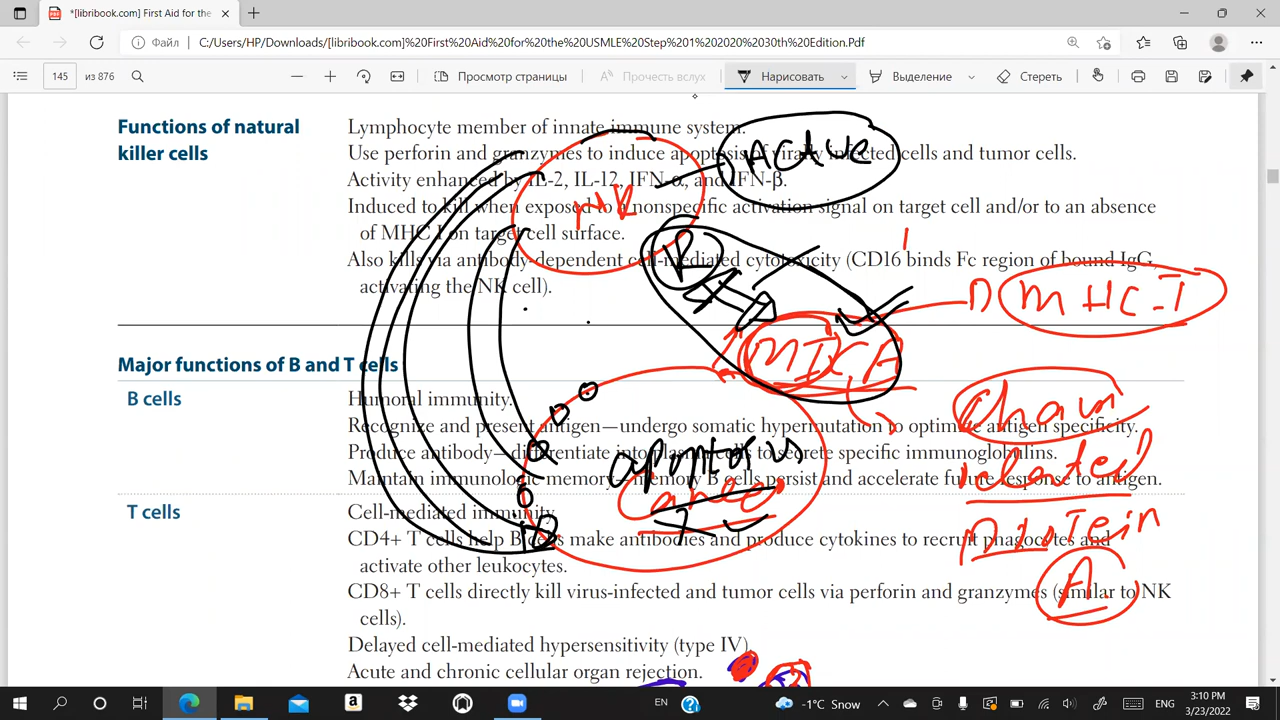 *[libribook.com] First Aid for the
Файл
C:/Users/HP/Downloads/[libribook.com]%20First%20Aid%20for%20the%20USMLE%20Step%201%202020%2030th%20Edition.Pdf
145 из 876
Просмотр страницы
Прочесть вслух
Нарисовать
Выделение
Стереть
Functions of natural
killer cells
Lymphocyte member of innate immune system.
Use perforin and granzymes to induce apoptosis of virally infected cells and tumor cells.
Activity enhanced by IL-2, IL-12, IFN-α, and IFN-β.
Induced to kill when exposed to a nonspecific activation signal on target cell and/or to an absence
of MHC I on target cell surface.
Also kills via antibody-dependent cell-mediated cytotoxicity (CD16 binds Fc region of bound IgG,
activating the NK cell).
Active
NK
R
MHC-I
MICA
Chain
related
Protein
A
apoptosis
Cancer
Major functions of B and T cells
B cells
Humoral immunity.
Recognize and present antigen—undergo somatic hypermutation to optimize antigen specificity.
Produce antibody—differentiate into plasma cells to secrete specific immunoglobulins.
Maintain immunologic memory—memory B cells persist and accelerate future response to antigen.
T cells
Cell-mediated immunity.
CD4+ T cells help B cells make antibodies and produce cytokines to recruit phagocytes and
activate other leukocytes.
CD8+ T cells directly kill virus-infected and tumor cells via perforin and granzymes (similar to NK
cells).
Delayed cell-mediated hypersensitivity (type IV).
Acute and chronic cellular organ rejection.
EN
-1°C Snow
ENG
3:10 PM
3/23/2022